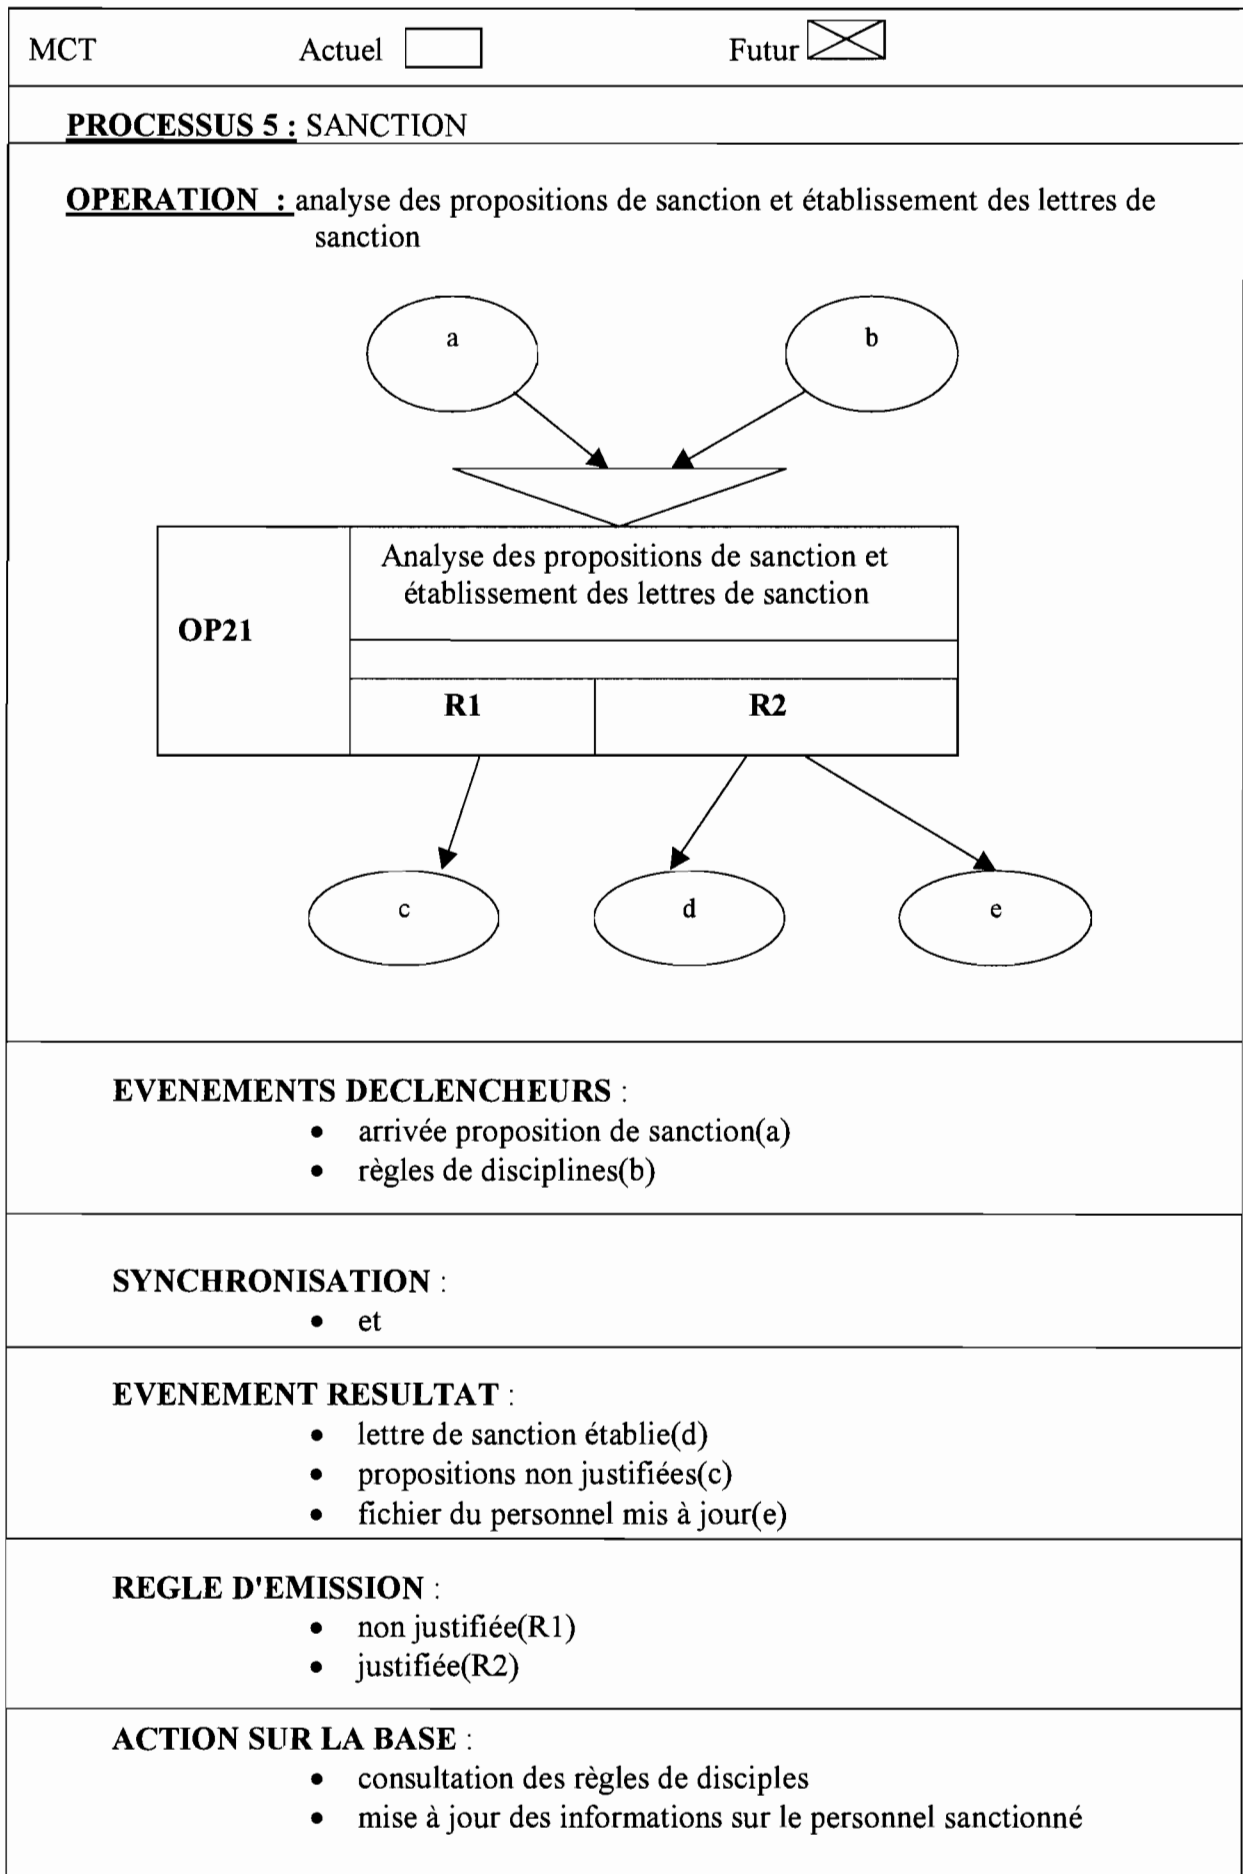 MCT Actuel Futur
PROCESSUS 5 : SANCTION
OPERATION : analyse des propositions de sanction et établissement des lettres de
sanction
a b
Analyse des propositions de sanction et
établissement des lettres de sanction
OP21
R1 R2
c d e
EVENEMENTS DECLENCHEURS :
• arrivée proposition de sanction(a)
• règles de disciplines(b)
SYNCHRONISATION :
• et
EVENEMENT RESULTAT :
• lettre de sanction établie(d)
• propositions non justifiées(c)
• fichier du personnel mis à jour(e)
REGLE D'EMISSION :
• non justifiée(R1)
• justifiée(R2)
ACTION SUR LA BASE :
• consultation des règles de disciples
• mise à jour des informations sur le personnel sanctionné